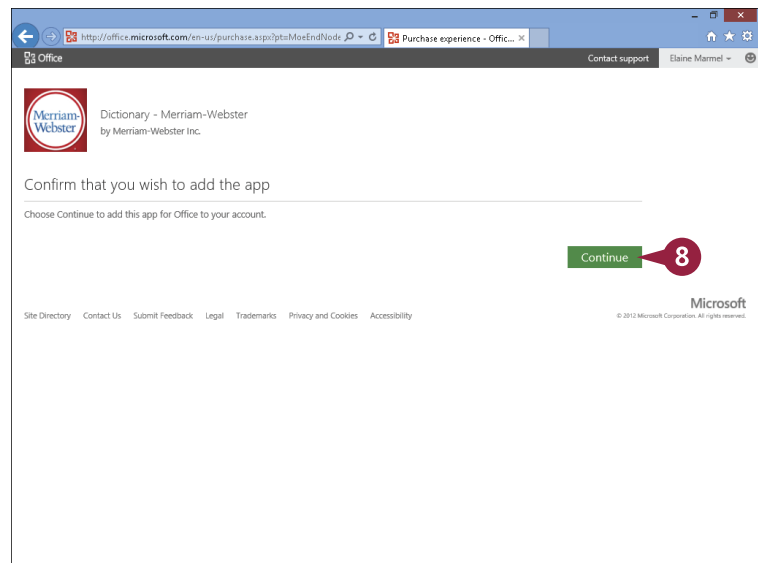 http://office.microsoft.com/en-us/purchase.aspx?pt=MoeEndNode
Purchase experience - Offic...
Office
Contact support
Elaine Marmel
Merriam-
Webster
Dictionary - Merriam-Webster
by Merriam-Webster Inc.
Confirm that you wish to add the app
Choose Continue to add this app for Office to your account.
Continue
8
Microsoft
Site Directory Contact Us Submit Feedback Legal Trademarks Privacy and Cookies Accessibility
© 2012 Microsoft Corporation. All rights reserved.